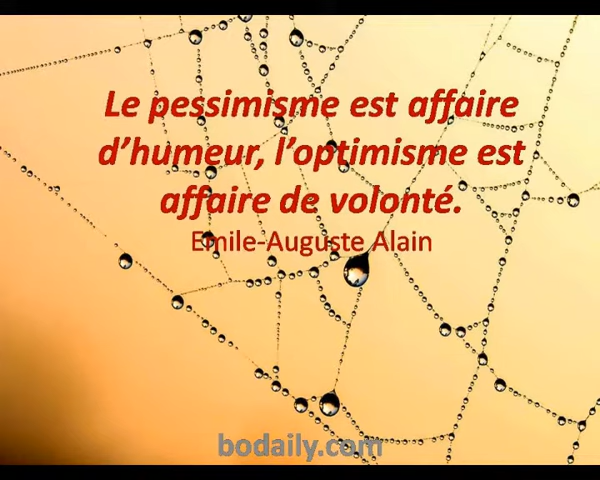 Le pessimisme est affaire
d’humeur, l’optimisme est
affaire de volonté.
Emile-Auguste Alain
bodaily.com